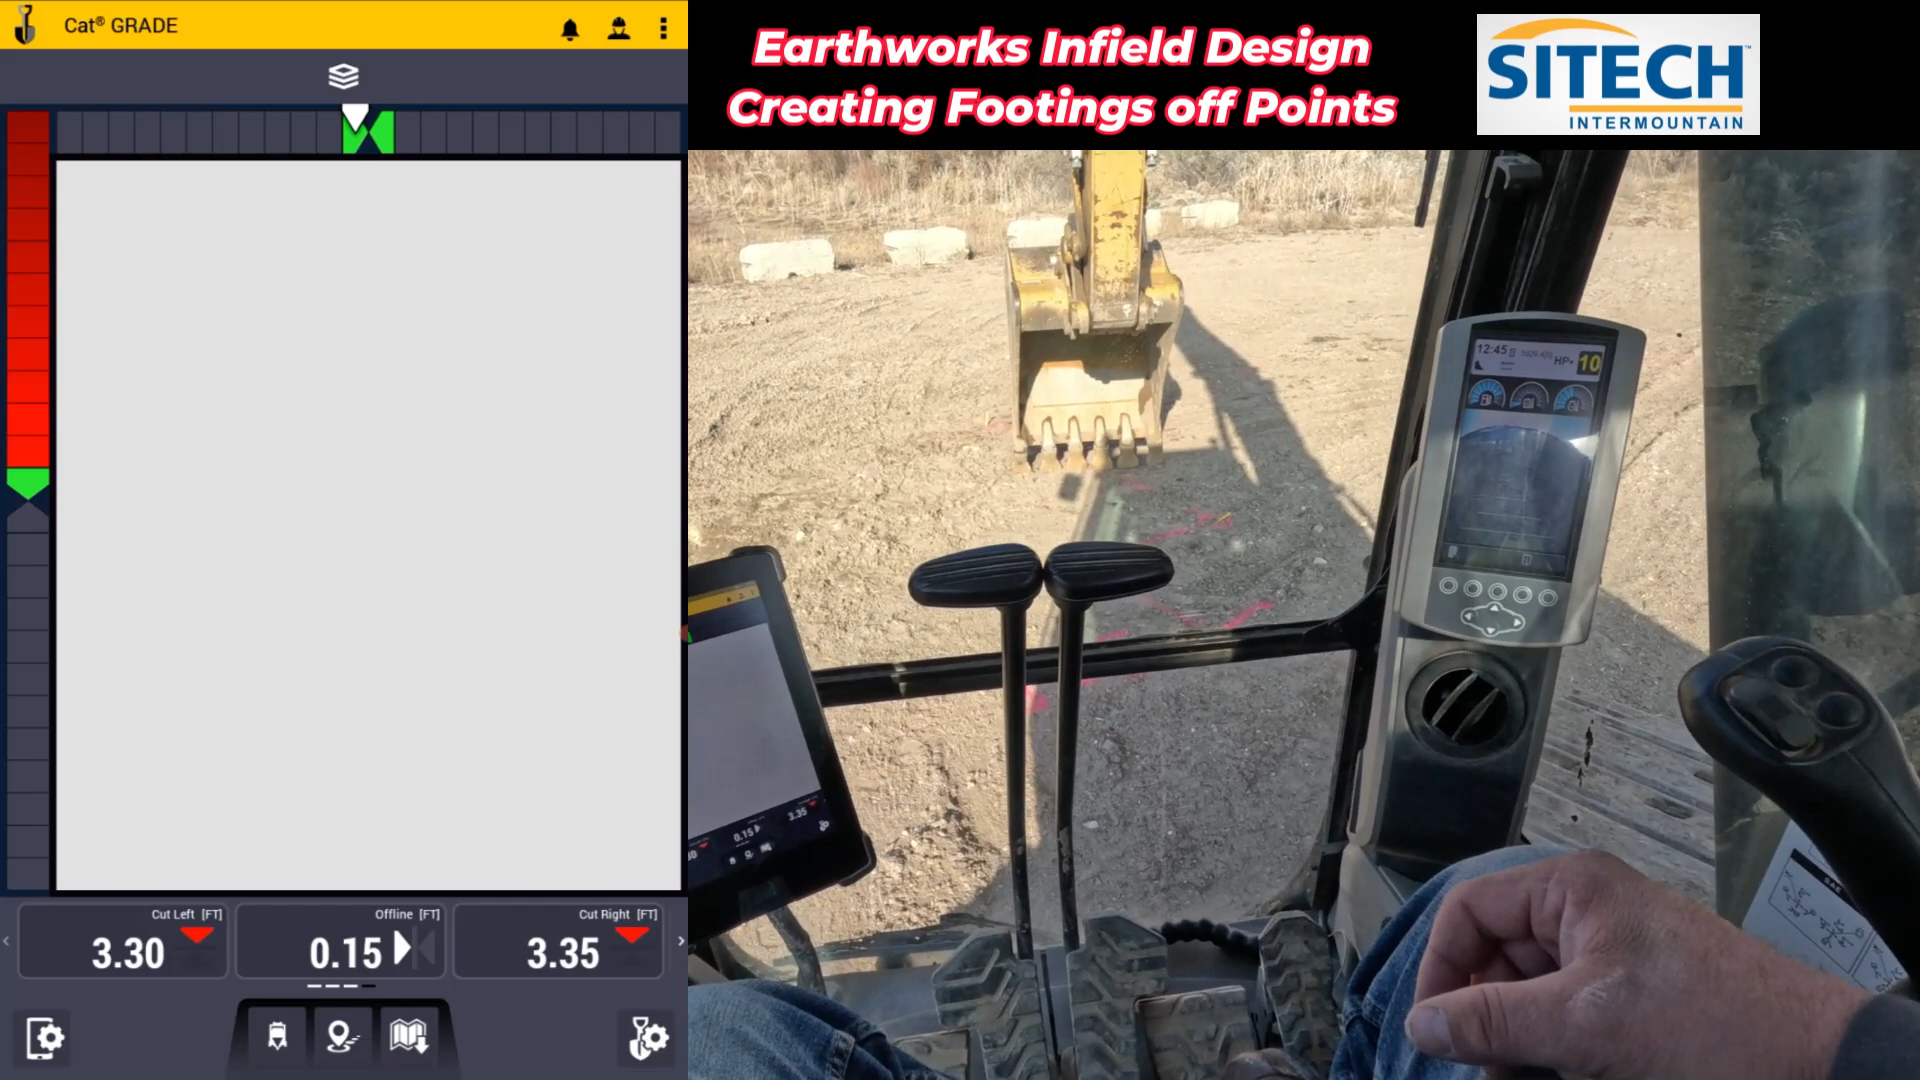 Cat® GRADE
Earthworks Infield Design
Creating Footings off Points
SITECH™
INTERMOUNTAIN
Cut Left [FT]
3.30
Offline [FT]
0.15
Cut Right [FT]
3.35
12:45
HP+
10
0.15
3.35